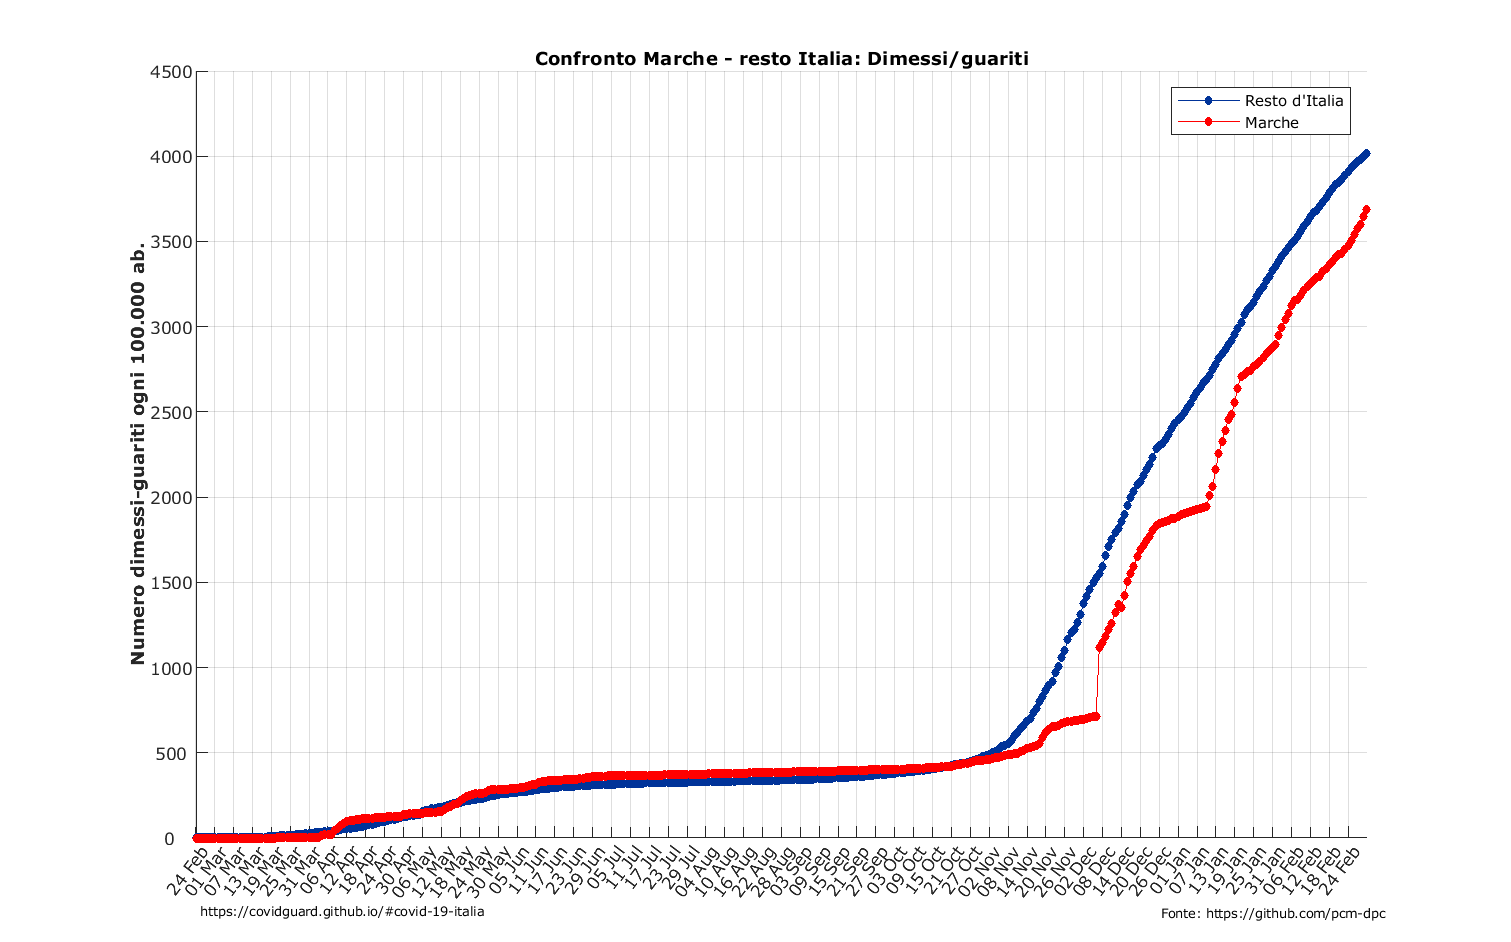 Confronto Marche - resto Italia: Dimessi/guariti
Numero dimessi-guariti ogni 100.000 ab.
4500
4000
3500
3000
2500
2000
1500
1000
500
0
Resto d'Italia
Marche
24 Feb
01 Mar
07 Mar
13 Mar
19 Mar
25 Mar
31 Mar
06 Apr
12 Apr
18 Apr
24 Apr
30 Apr
06 May
12 May
18 May
24 May
30 May
05 Jun
11 Jun
17 Jun
23 Jun
29 Jun
05 Jul
11 Jul
17 Jul
23 Jul
29 Jul
04 Aug
10 Aug
16 Aug
22 Aug
28 Aug
03 Sep
09 Sep
15 Sep
21 Sep
27 Sep
03 Oct
09 Oct
15 Oct
21 Oct
27 Oct
02 Nov
08 Nov
14 Nov
20 Nov
26 Nov
02 Dec
08 Dec
14 Dec
20 Dec
26 Dec
01 Jan
07 Jan
13 Jan
19 Jan
25 Jan
31 Jan
06 Feb
12 Feb
18 Feb
24 Feb
https://covidguard.github.io/#covid-19-italia
Fonte: https://github.com/pcm-dpc